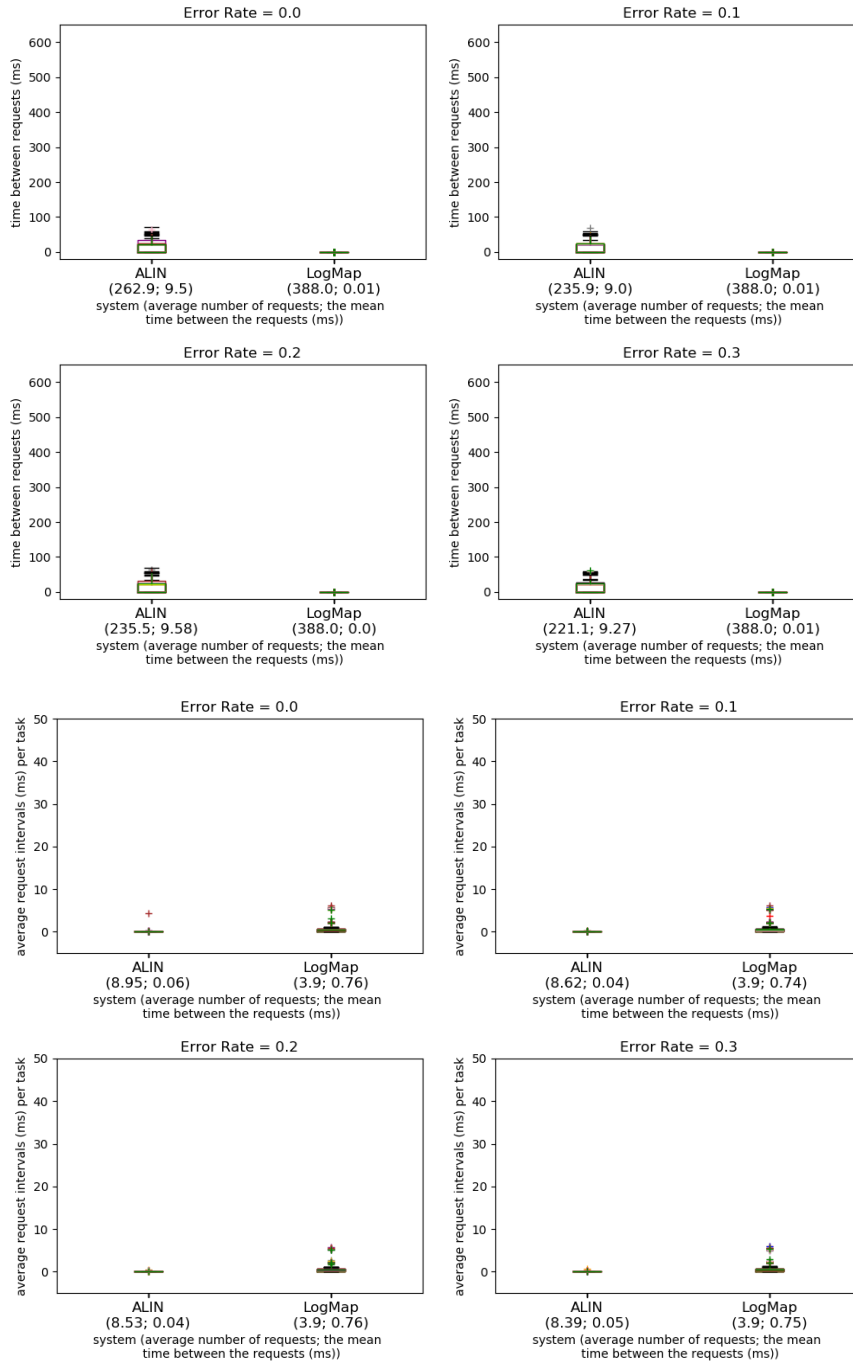 Error Rate = 0.0
600
500
400
300
200
100
0
time between requests (ms)
ALIN
(262.9; 9.5)
LogMap
(388.0; 0.01)
system (average number of requests; the mean
time between the requests (ms))
Error Rate = 0.1
600
500
400
300
200
100
0
time between requests (ms)
ALIN
(235.9; 9.0)
LogMap
(388.0; 0.01)
system (average number of requests; the mean
time between the requests (ms))
Error Rate = 0.2
600
500
400
300
200
100
0
time between requests (ms)
ALIN
(235.5; 9.58)
LogMap
(388.0; 0.0)
system (average number of requests; the mean
time between the requests (ms))
Error Rate = 0.3
600
500
400
300
200
100
0
time between requests (ms)
ALIN
(221.1; 9.27)
LogMap
(388.0; 0.01)
system (average number of requests; the mean
time between the requests (ms))
Error Rate = 0.0
50
40
30
20
10
0
average request intervals (ms) per task
ALIN
(8.95; 0.06)
LogMap
(3.9; 0.76)
system (average number of requests; the mean
time between the requests (ms))
Error Rate = 0.1
50
40
30
20
10
0
average request intervals (ms) per task
ALIN
(8.62; 0.04)
LogMap
(3.9; 0.74)
system (average number of requests; the mean
time between the requests (ms))
Error Rate = 0.2
50
40
30
20
10
0
average request intervals (ms) per task
ALIN
(8.53; 0.04)
LogMap
(3.9; 0.76)
system (average number of requests; the mean
time between the requests (ms))
Error Rate = 0.3
50
40
30
20
10
0
average request intervals (ms) per task
ALIN
(8.39; 0.05)
LogMap
(3.9; 0.75)
system (average number of requests; the mean
time between the requests (ms))